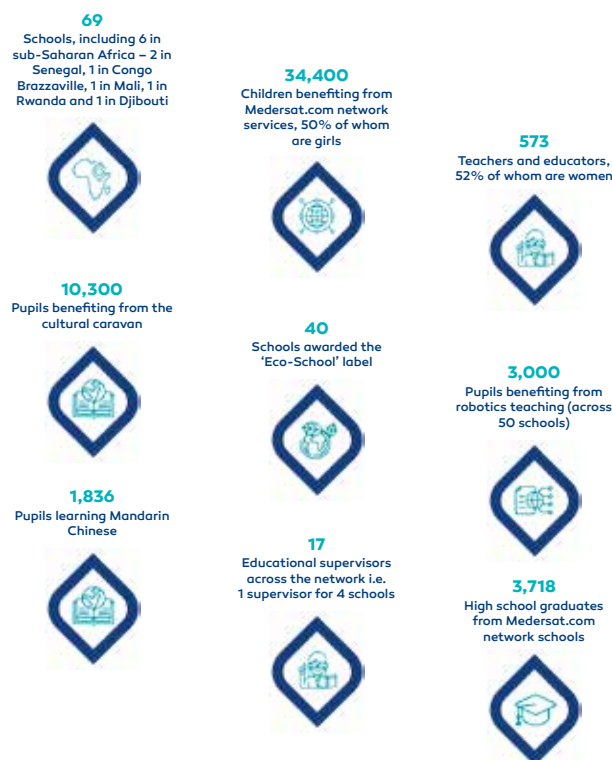 69
Schools, including 6 in
sub-Saharan Africa – 2 in
Senegal, 1 in Congo
Brazzaville, 1 in Mali, 1 in
Rwanda and 1 in Djibouti
34,400
Children benefiting from
Medersat.com network
services, 50% of whom
are girls
573
Teachers and educators,
52% of whom are women
10,300
Pupils benefiting from the
cultural caravan
40
Schools awarded the
‘Eco-School’ label
3,000
Pupils benefiting from
robotics teaching (across
50 schools)
1,836
Pupils learning Mandarin
Chinese
17
Educational supervisors
across the network i.e.
1 supervisor for 4 schools
3,718
High school graduates
from Medersat.com
network schools